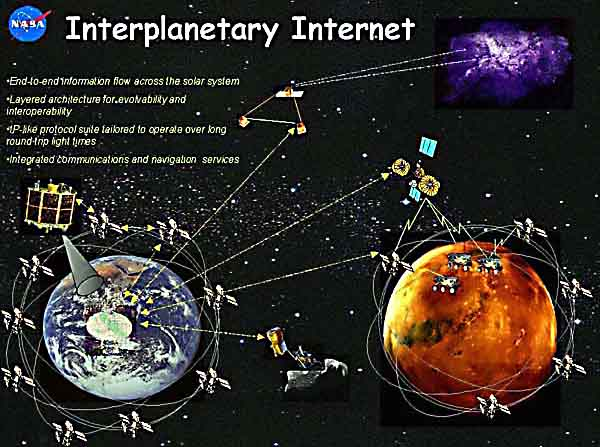 NASA
Interplanetary Internet
•End-to-end information flow across the solar system
•Layered architecture for evolvability and
interoperability
•IP-like protocol suite tailored to operate over long
round-trip light times
•Integrated communications and navigation services